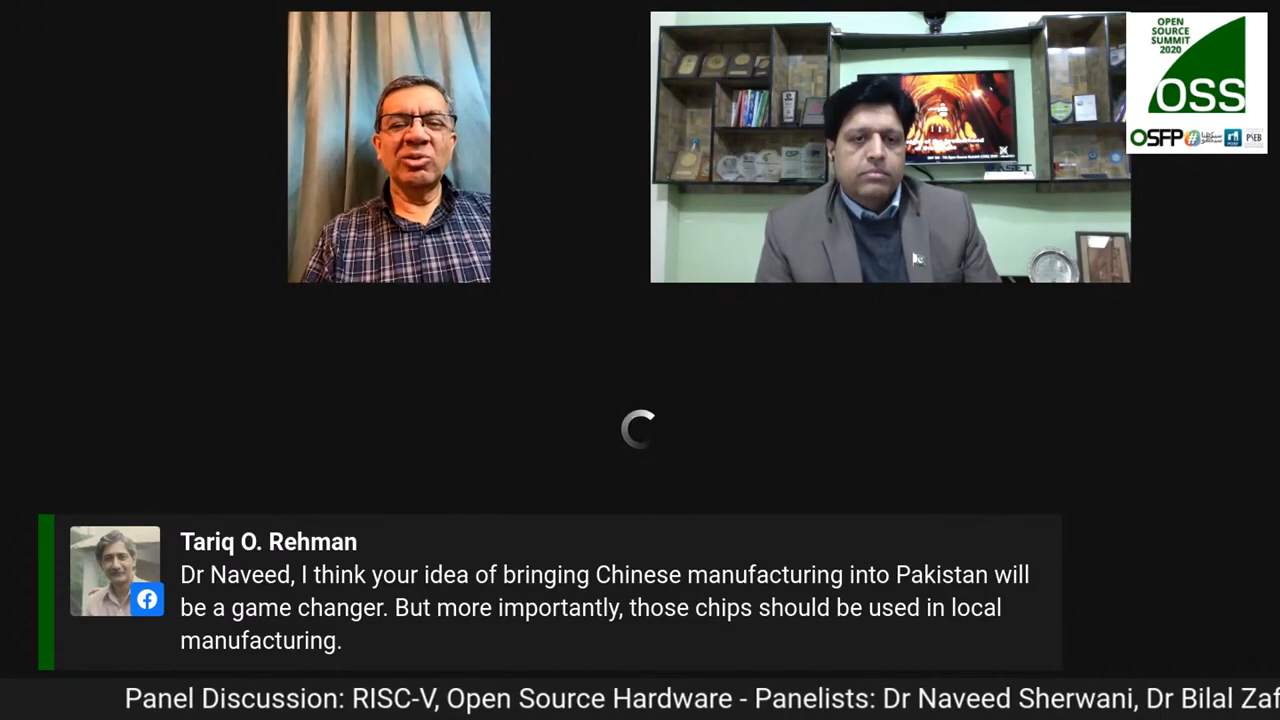 OPEN
SOURCE
SUMMIT
2020
OSS
OSFP
Tariq O. Rehman
Dr Naveed, I think your idea of bringing Chinese manufacturing into Pakistan will
be a game changer. But more importantly, those chips should be used in local
manufacturing.
Panel Discussion: RISC-V, Open Source Hardware - Panelists: Dr Naveed Sherwani, Dr Bilal Zaf